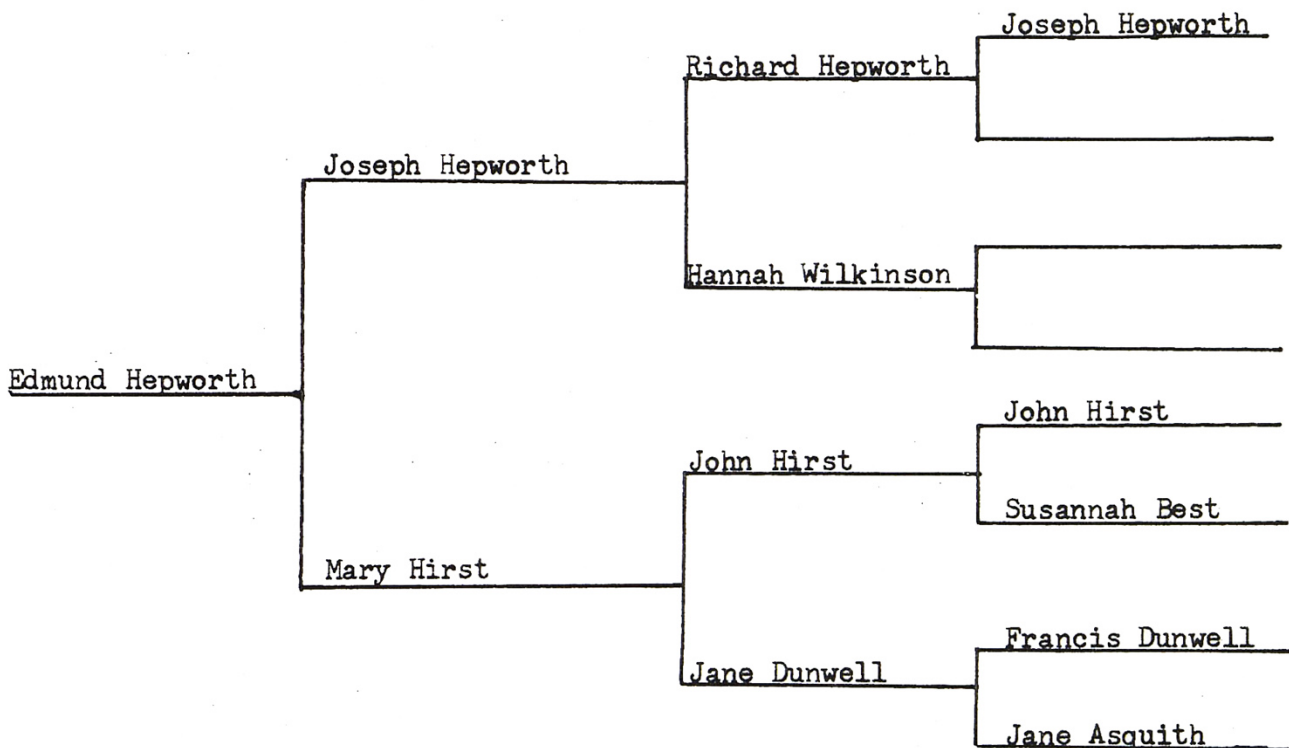 Joseph Hepworth
Richard Hepworth
Joseph Hepworth
Hannah Wilkinson
Edmund Hepworth
John Hirst
John Hirst
Susannah Best
Mary Hirst
Francis Dunwell
Jane Dunwell
Jane Asquith